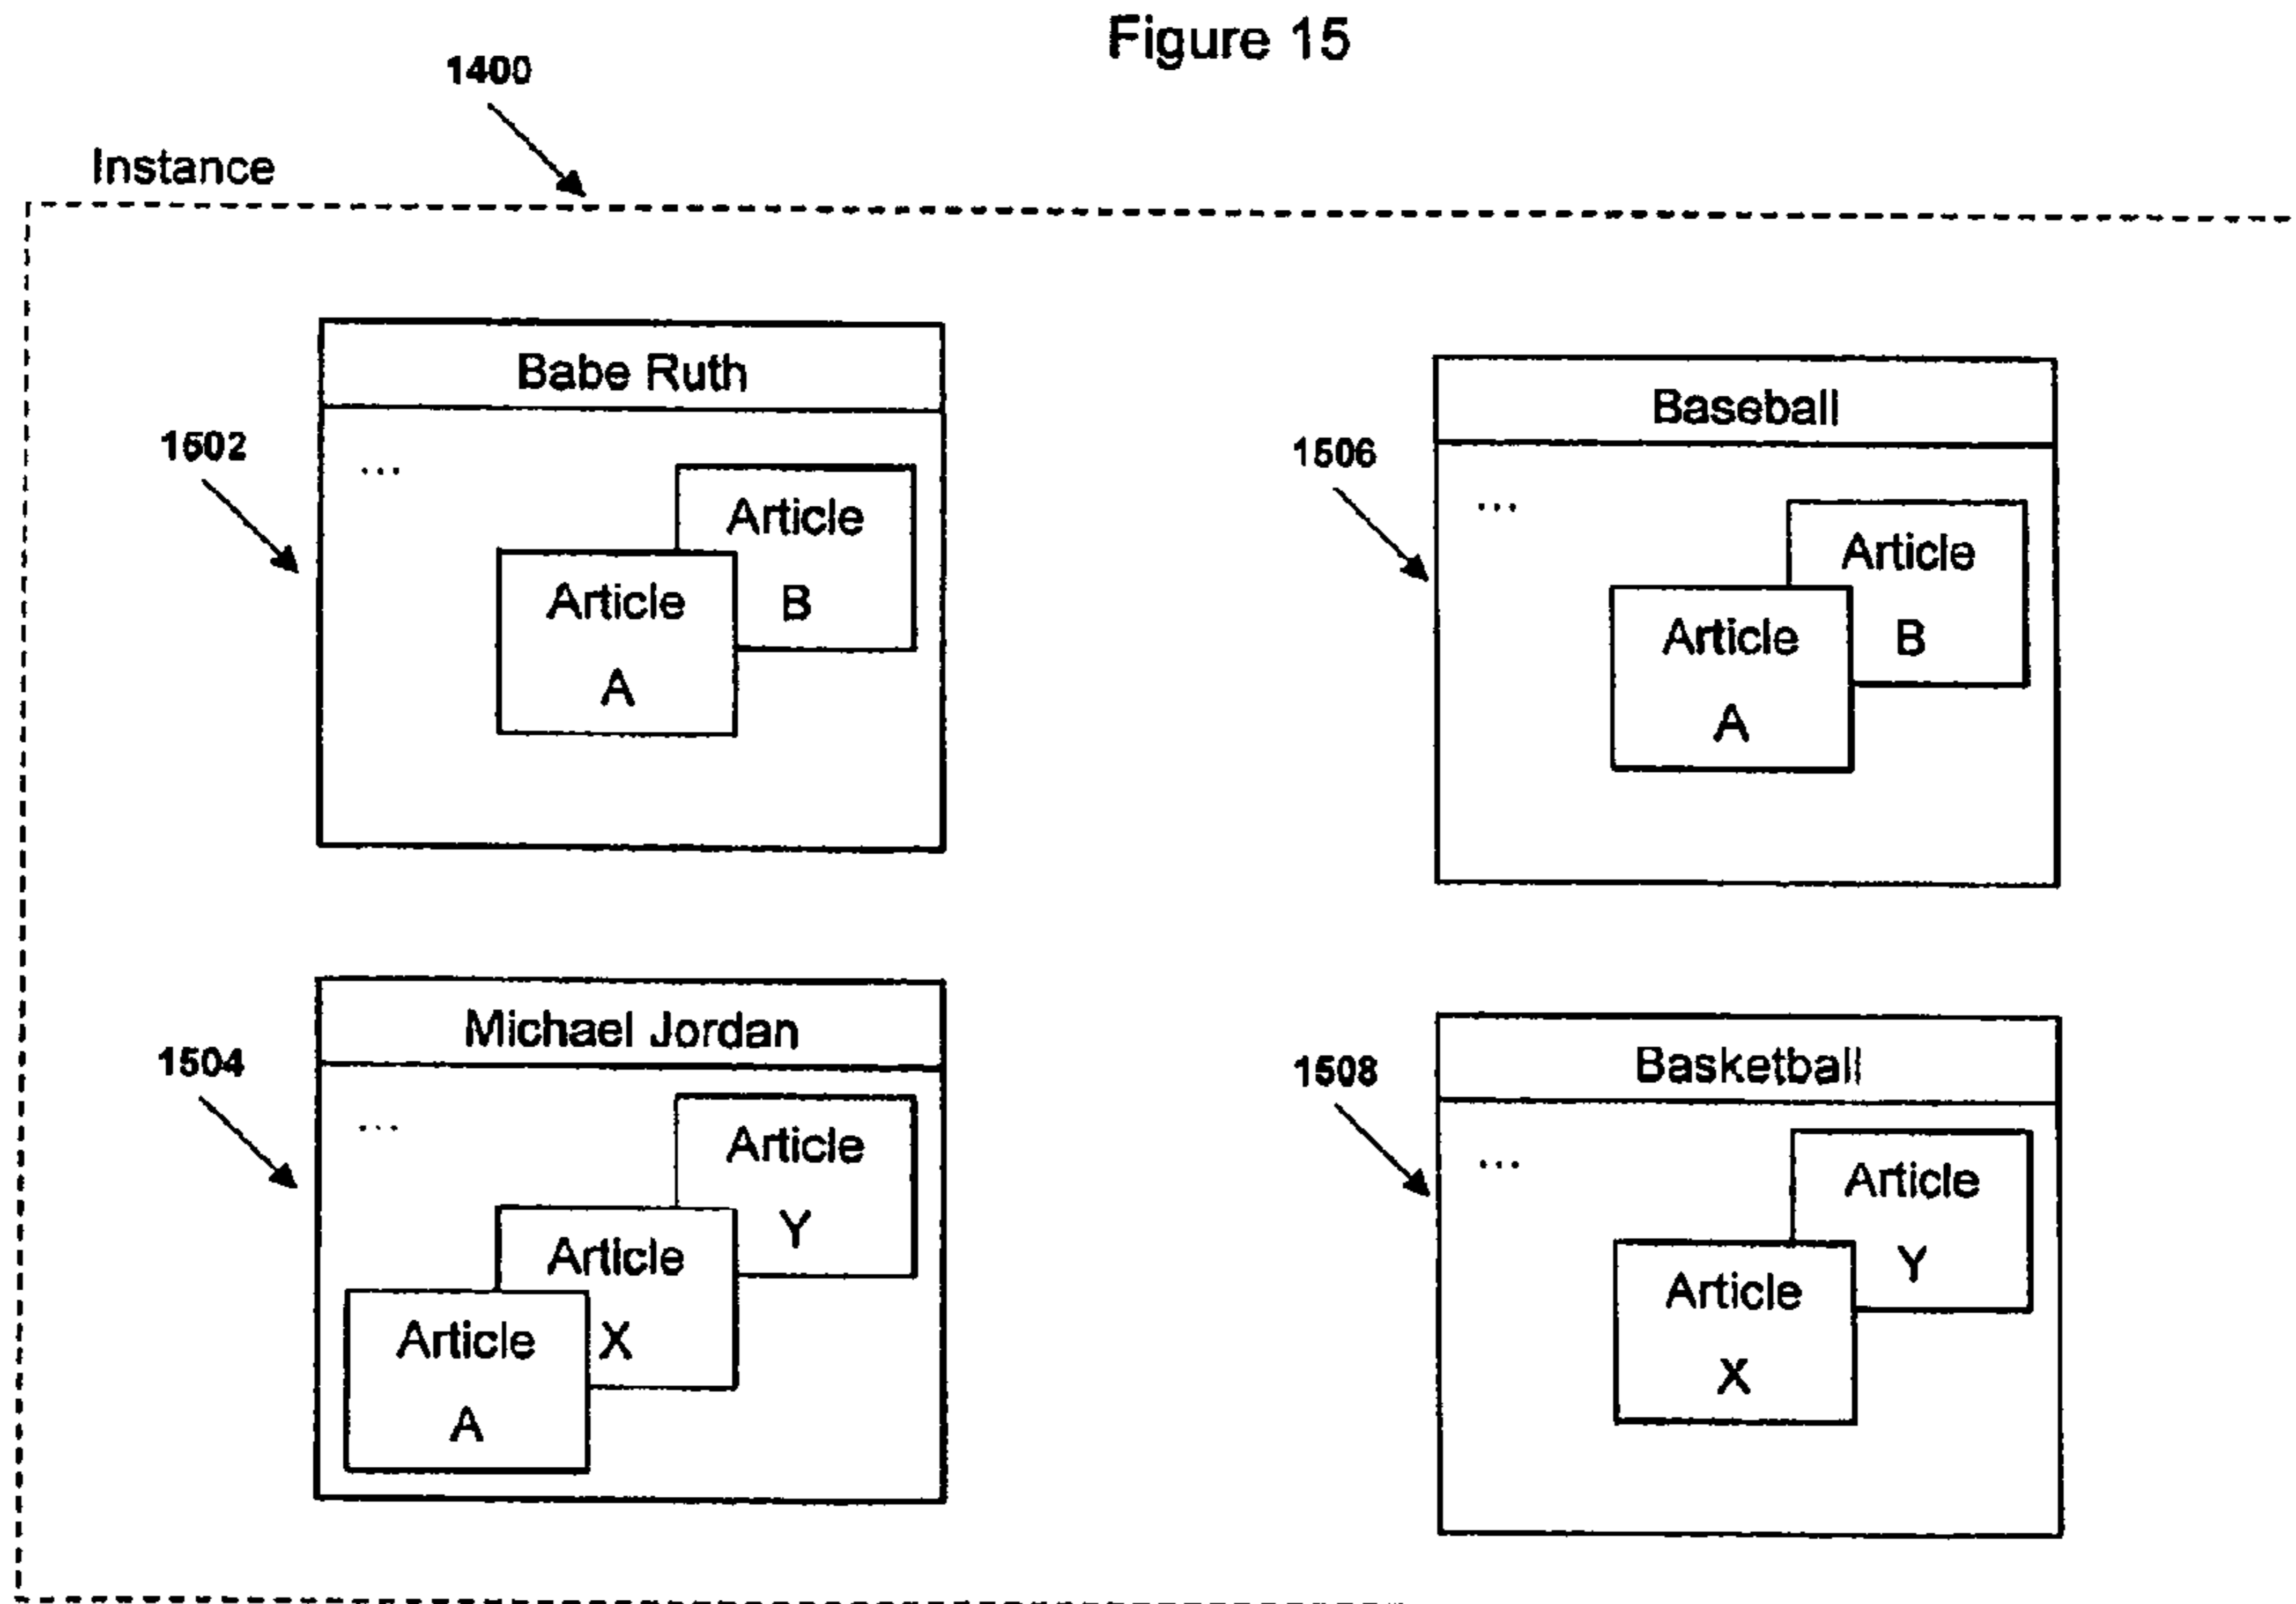 Figure 15
1400
Instance
Babe Ruth
1502
...
Article
B
Article
A
Baseball
1506
...
Article
B
Article
A
Michael Jordan
1504
...
Article
Y
Article
X
Article
A
Basketball
1508
...
Article
Y
Article
X